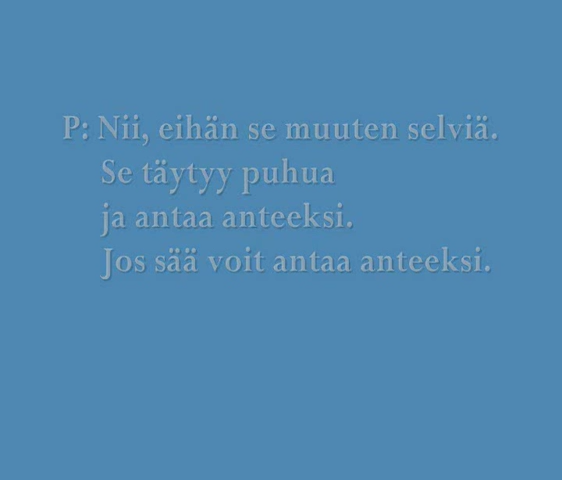 P: Nii, eihän se muuten selviä.
Se täytyy puhua
ja antaa anteeksi.
Jos sää voit antaa anteeksi.